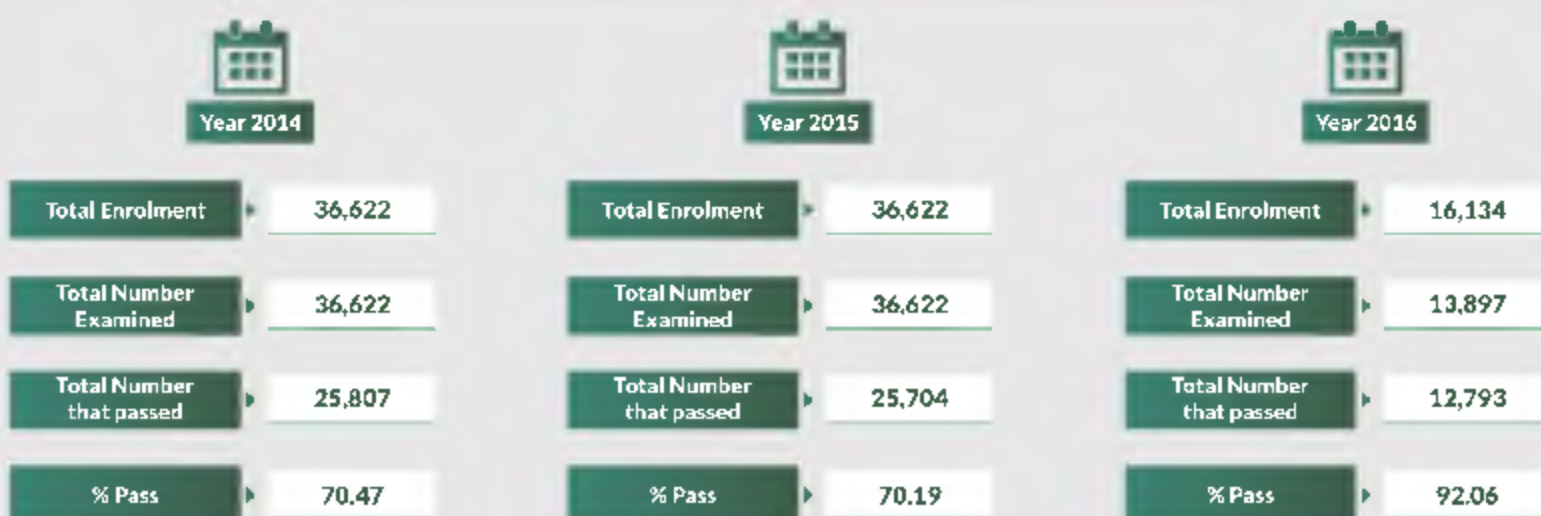 Year 2014
Total Enrolment 36,622
Total Number
Examined
36,622
Total Number
that passed
25,807
% Pass 70.47
Year 2015
Total Enrolment 36,622
Total Number
Examined
36,622
Total Number
that passed
25,704
% Pass 70.19
Year 2016
Total Enrolment 16,134
Total Number
Examined
13,897
Total Number
that passed
12,793
% Pass 92.06